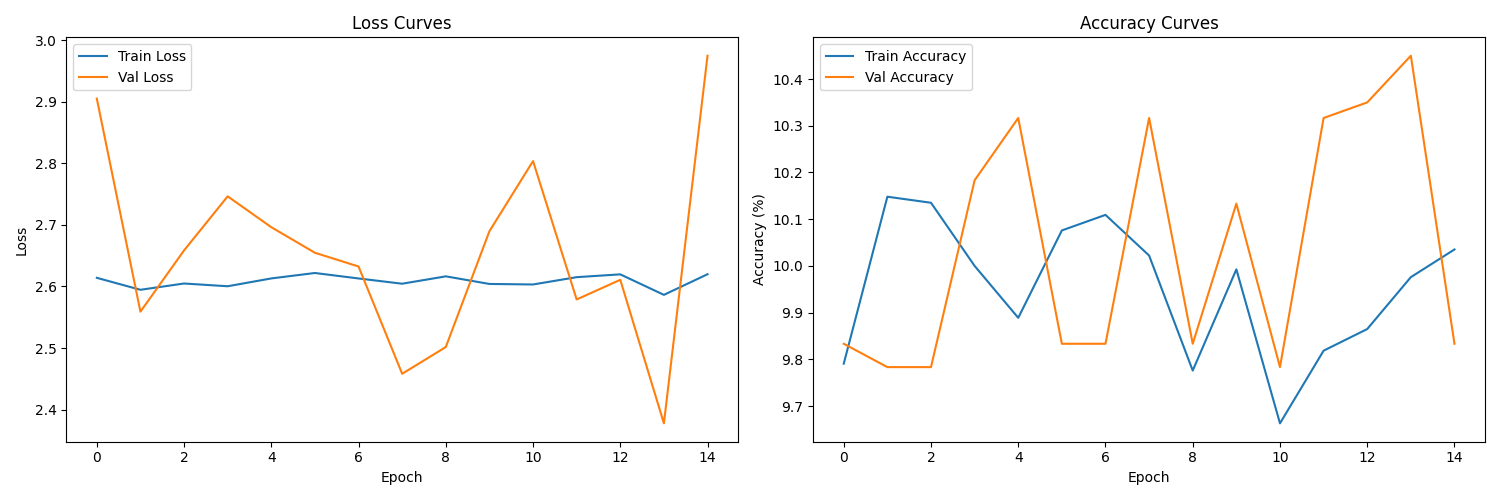 Loss Curves
Train Loss
Val Loss
3.0
2.9
2.8
2.7
2.6
2.5
2.4
Loss
0 2 4 6 8 10 12 14
Epoch
Accuracy Curves
Train Accuracy
Val Accuracy
10.4
10.3
10.2
10.1
10.0
9.9
9.8
9.7
Accuracy (%)
0 2 4 6 8 10 12 14
Epoch